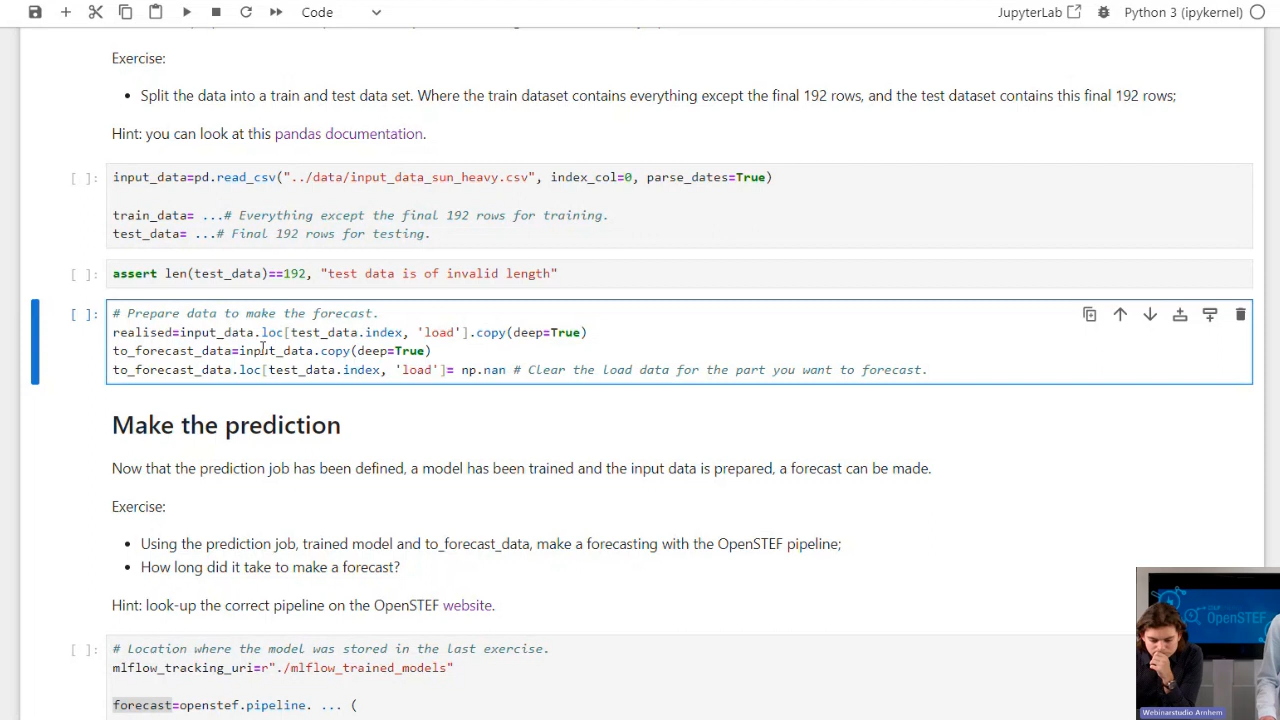 Code
JupyterLab
Python 3 (ipykernel)
Exercise:
• Split the data into a train and test data set. Where the train dataset contains everything except the final 192 rows, and the test dataset contains this final 192 rows;
Hint: you can look at this pandas documentation.
[ ]:
input_data=pd.read_csv("../data/input_data_sun_heavy.csv", index_col=0, parse_dates=True)
train_data= ...# Everything except the final 192 rows for training.
test_data= ...# Final 192 rows for testing.
[ ]:
assert len(test_data)==192, "test data is of invalid length"
[ ]:
# Prepare data to make the forecast.
realised=input_data.loc[test_data.index, 'load'].copy(deep=True)
to_forecast_data=input_data.copy(deep=True)
to_forecast_data.loc[test_data.index, 'load']= np.nan # Clear the load data for the part you want to forecast.
Make the prediction
Now that the prediction job has been defined, a model has been trained and the input data is prepared, a forecast can be made.
Exercise:
• Using the prediction job, trained model and to_forecast_data, make a forecasting with the OpenSTEF pipeline;
• How long did it take to make a forecast?
Hint: look-up the correct pipeline on the OpenSTEF website.
[ ]:
# Location where the model was stored in the last exercise.
mlflow_tracking_uri=r"./mlflow_trained_models"
forecast=openstef.pipeline. ... (
OpenSTEF
Webinarstudio Arnhem